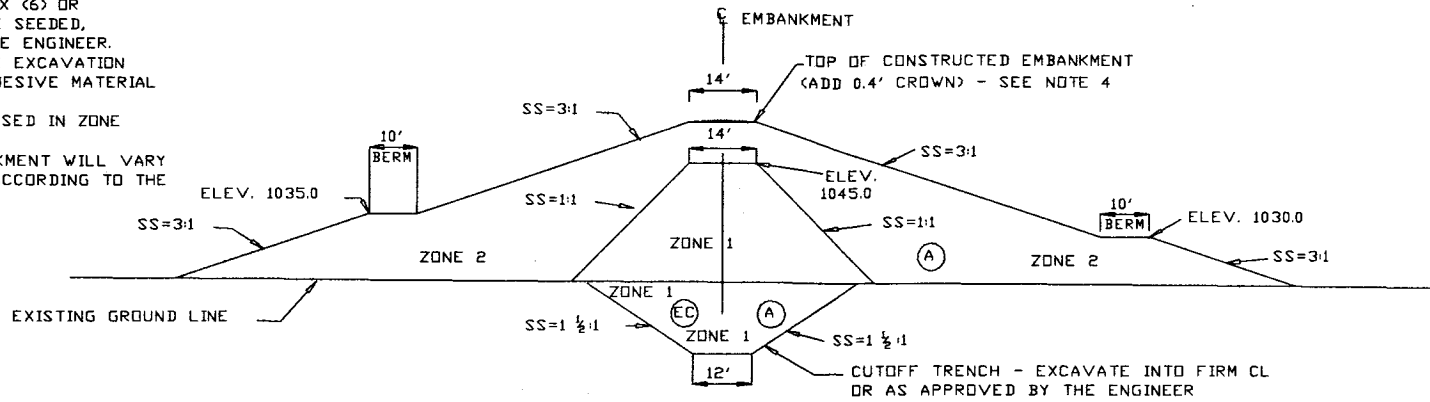 X (6) OR
E SEEDED,
E ENGINEER.
EXCAVATION
ESIVE MATERIAL
SED IN ZONE
KMENT WILL VARY
CCORDING TO THE
℄ EMBANKMENT
TOP OF CONSTRUCTED EMBANKMENT
(ADD 0.4' CROWN) - SEE NOTE 4
14'
SS=3:1
14'
SS=3:1
10'
BERM
ELEV. 1035.0
ELEV.
1045.0
SS=1:1
10'
BERM
ELEV. 1030.0
SS=3:1
SS=1:1
ZONE 1
ZONE 2
A
ZONE 2
SS=3:1
EXISTING GROUND LINE
ZONE 1
EC
A
SS=1 ½:1
ZONE 1
SS=1 ½:1
12'
CUTOFF TRENCH - EXCAVATE INTO FIRM CL
OR AS APPROVED BY THE ENGINEER